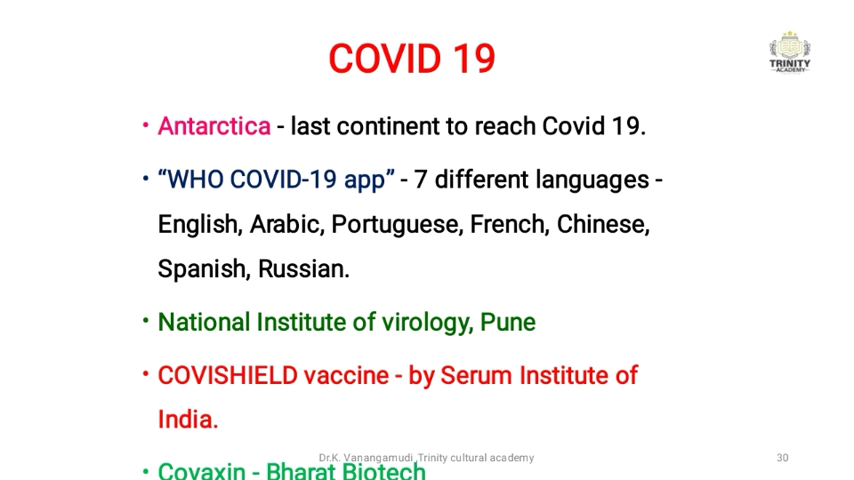 COVID 19
TRINITY
ACADEMY
• Antarctica - last continent to reach Covid 19.
• “WHO COVID-19 app” - 7 different languages -
English, Arabic, Portuguese, French, Chinese,
Spanish, Russian.
• National Institute of virology, Pune
• COVISHIELD vaccine - by Serum Institute of
India.
Dr.K. Vanangamudi ,Trinity cultural academy
30
• Covaxin - Bharat Biotech